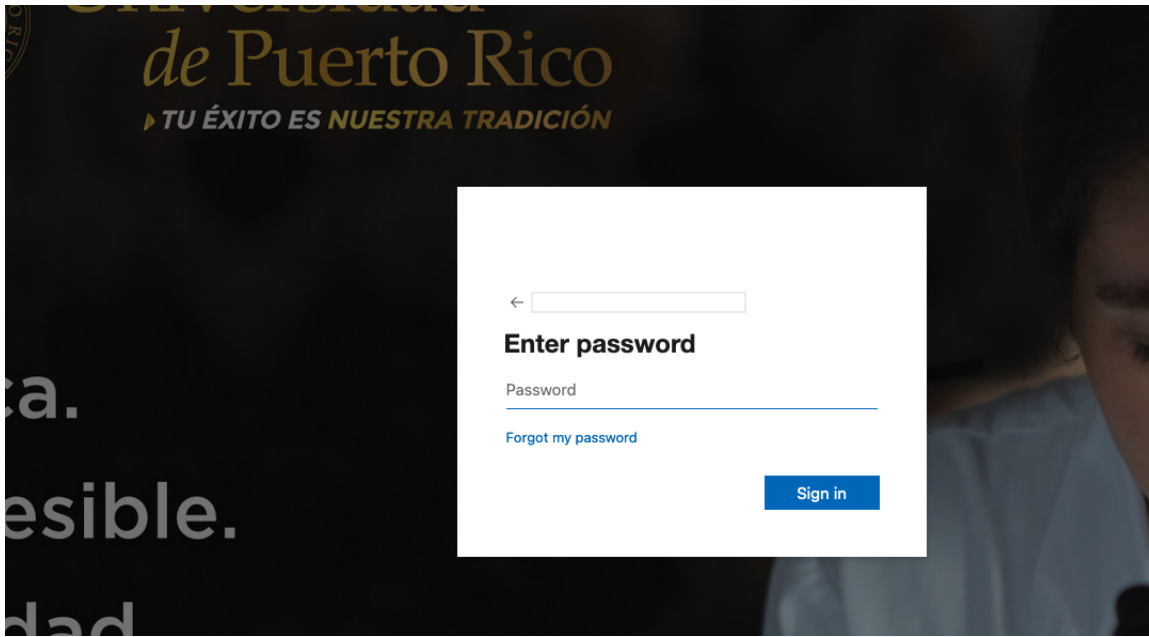 Universidad
de Puerto Rico
TU ÉXITO ES NUESTRA TRADICIÓN
Enter password
Password
Forgot my password
Sign in
ca.
esible.
dad